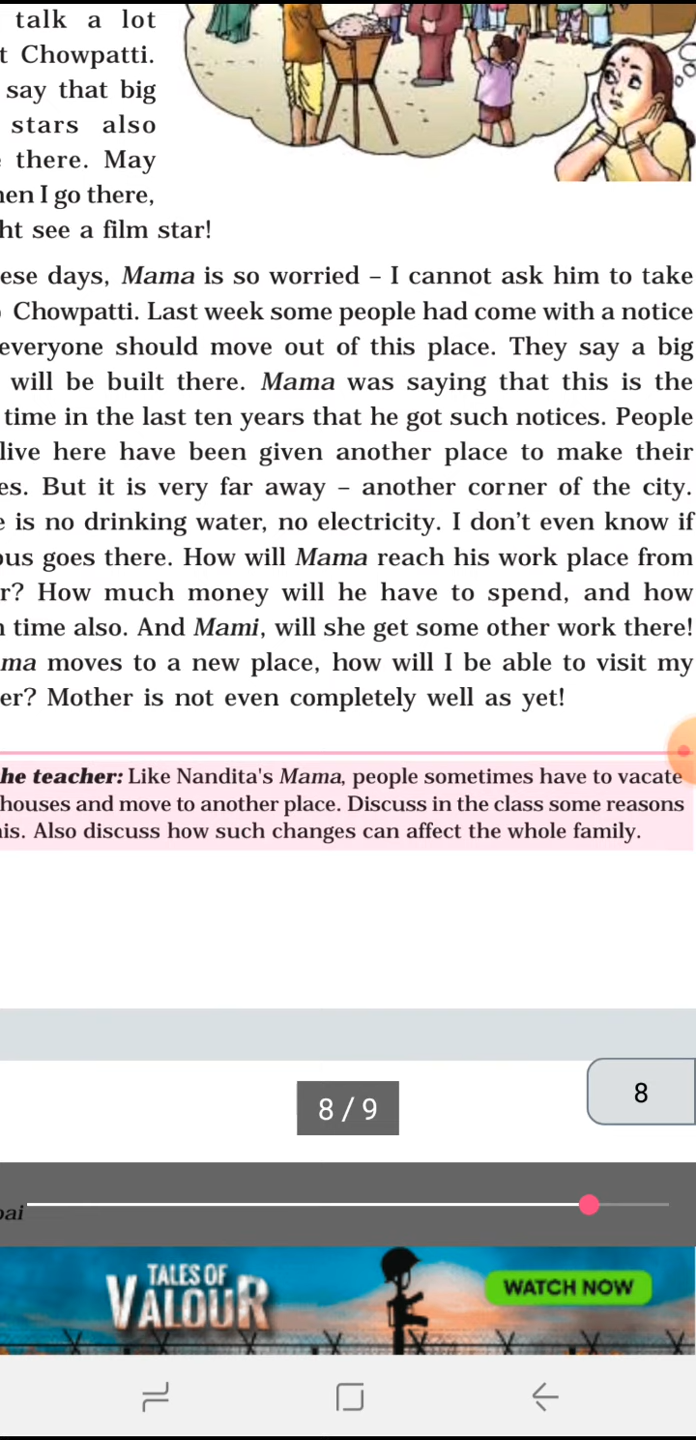 talk a lot
t Chowpatti.
say that big
stars also
there. May
en I go there,
ht see a film star!
ese days, Mama is so worried – I cannot ask him to take
Chowpatti. Last week some people had come with a notice
everyone should move out of this place. They say a big
will be built there. Mama was saying that this is the
time in the last ten years that he got such notices. People
live here have been given another place to make their
es. But it is very far away – another corner of the city.
e is no drinking water, no electricity. I don't even know if
ous goes there. How will Mama reach his work place from
r? How much money will he have to spend, and how
time also. And Mami, will she get some other work there!
ma moves to a new place, how will I be able to visit my
er? Mother is not even completely well as yet!
he teacher: Like Nandita's Mama, people sometimes have to vacate
houses and move to another place. Discuss in the class some reasons
is. Also discuss how such changes can affect the whole family.
8
8 / 9
bai
TALES OF
VALOUR
WATCH NOW